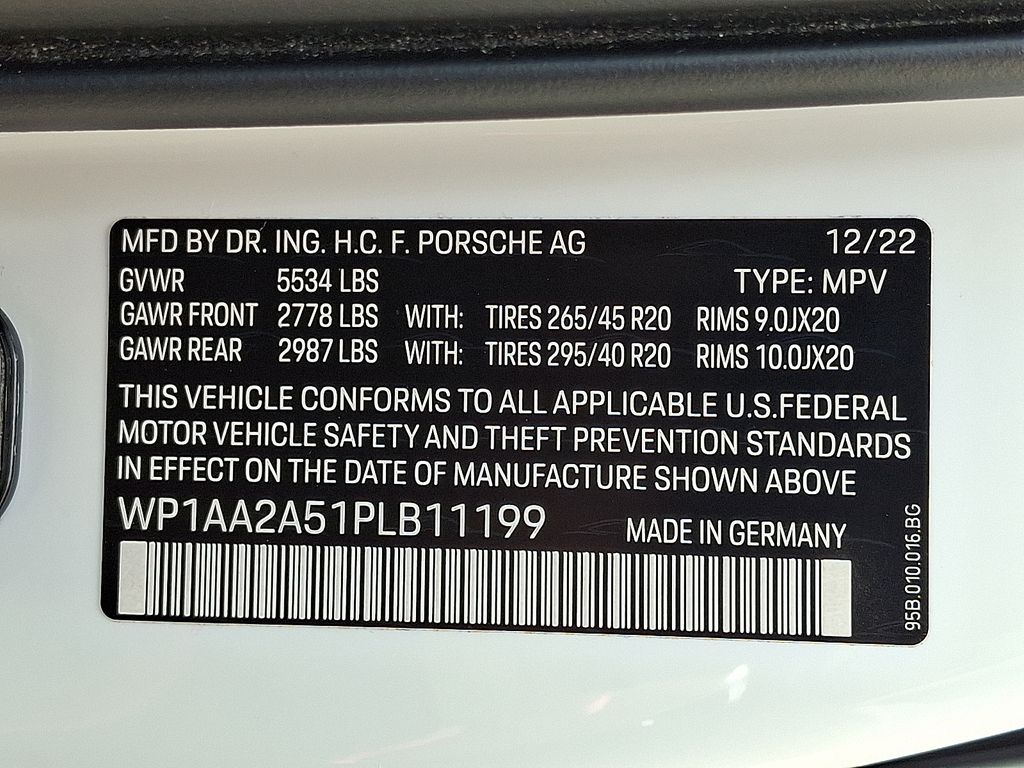 MFD BY DR. ING. H.C. F. PORSCHE AG 12/22
GVWR 5534 LBS TYPE: MPV
GAWR FRONT 2778 LBS WITH: TIRES 265/45 R20 RIMS 9.0JX20
GAWR REAR 2987 LBS WITH: TIRES 295/40 R20 RIMS 10.0JX20
THIS VEHICLE CONFORMS TO ALL APPLICABLE U.S.FEDERAL
MOTOR VEHICLE SAFETY AND THEFT PREVENTION STANDARDS
IN EFFECT ON THE DATE OF MANUFACTURE SHOWN ABOVE
WP1AA2A51PLB11199 MADE IN GERMANY
95B.010.016.BG